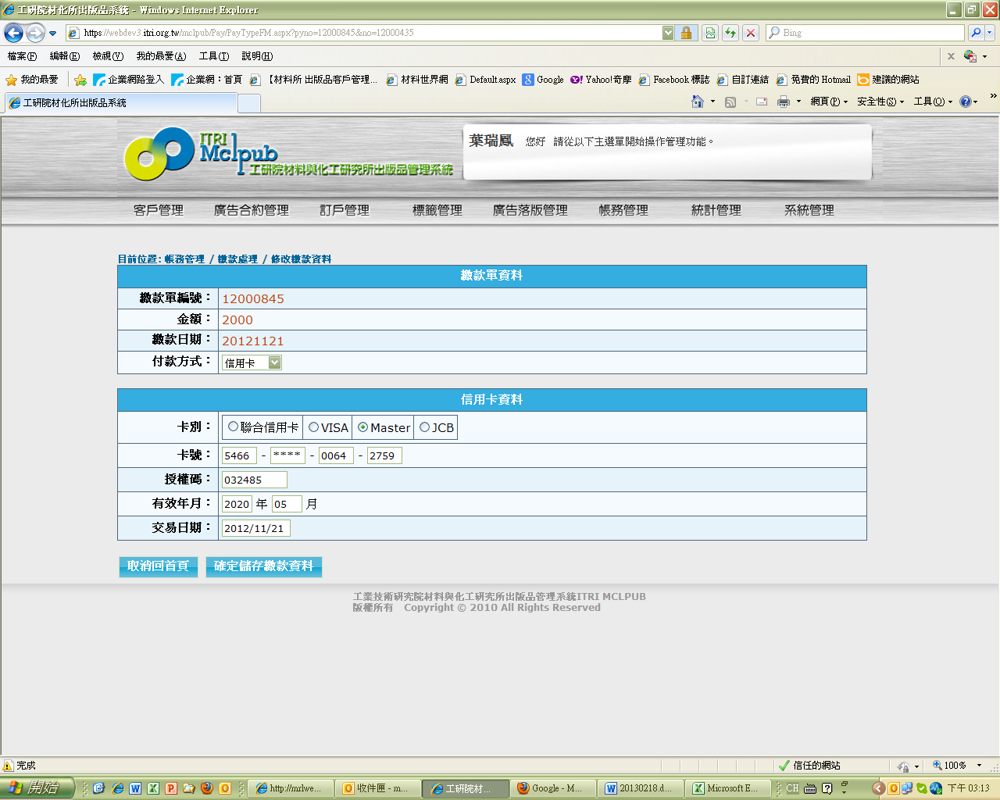 工研院材化所出版品系統 - Windows Internet Explorer
https://webdev3.itri.org.tw/mclpub/Pay/PayTypeFM.aspx?pyno=12000845&no=12000435
Bing
檔案(F) 編輯(E) 檢視(V) 我的最愛(A) 工具(T) 說明(H)
我的最愛 企業網路登入 企業網：首頁 【材料所 出版品客戶管理... 材料世界網 Default.aspx Google Yahoo!奇摩 Facebook 標誌 自訂連結 免費的 Hotmail 建議的網站
工研院材化所出版品系統 網頁(P) 安全性(S) 工具(O)
ITRI
Mclpub
工研院材料與化工研究所出版品管理系統
葉瑞鳳 您好 請從以下主選單開始操作管理功能。
客戶管理 廣告合約管理 訂戶管理 標籤管理 廣告落版管理 帳務管理 統計管理 系統管理
目前位置: 帳務管理 / 繳款處理 / 修改繳款資料
繳款單資料
繳款單編號： 12000845
金額： 2000
繳款日期： 20121121
付款方式： 信用卡
信用卡資料
卡別： 聯合信用卡 VISA Master JCB
卡號： 5466 - **** - 0064 - 2759
授權碼： 032485
有效年月： 2020 年 05 月
交易日期： 2012/11/21
取消回首頁 確定儲存繳款資料
工業技術研究院材料與化工研究所出版品管理系統ITRI MCLPUB
版權所有 Copyright © 2010 All Rights Reserved
完成 信任的網站 100%
開始 http://mrlwe... 收件匣 - m... 工研院材... Google - M... 20130218.d... Microsoft E... CH 下午 03:13